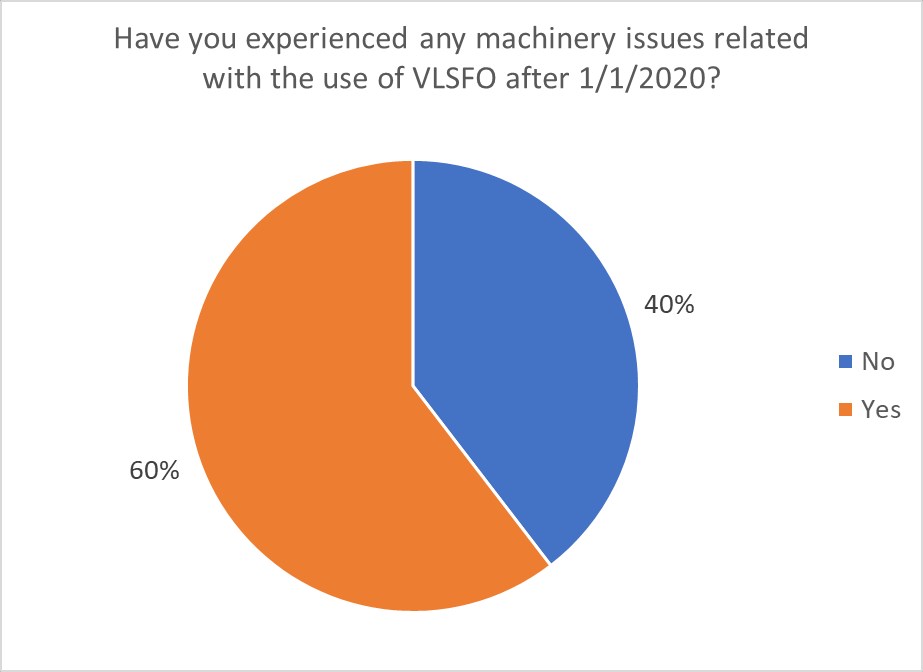 Have you experienced any machinery issues related
with the use of VLSFO after 1/1/2020?
40%
No
Yes
60%